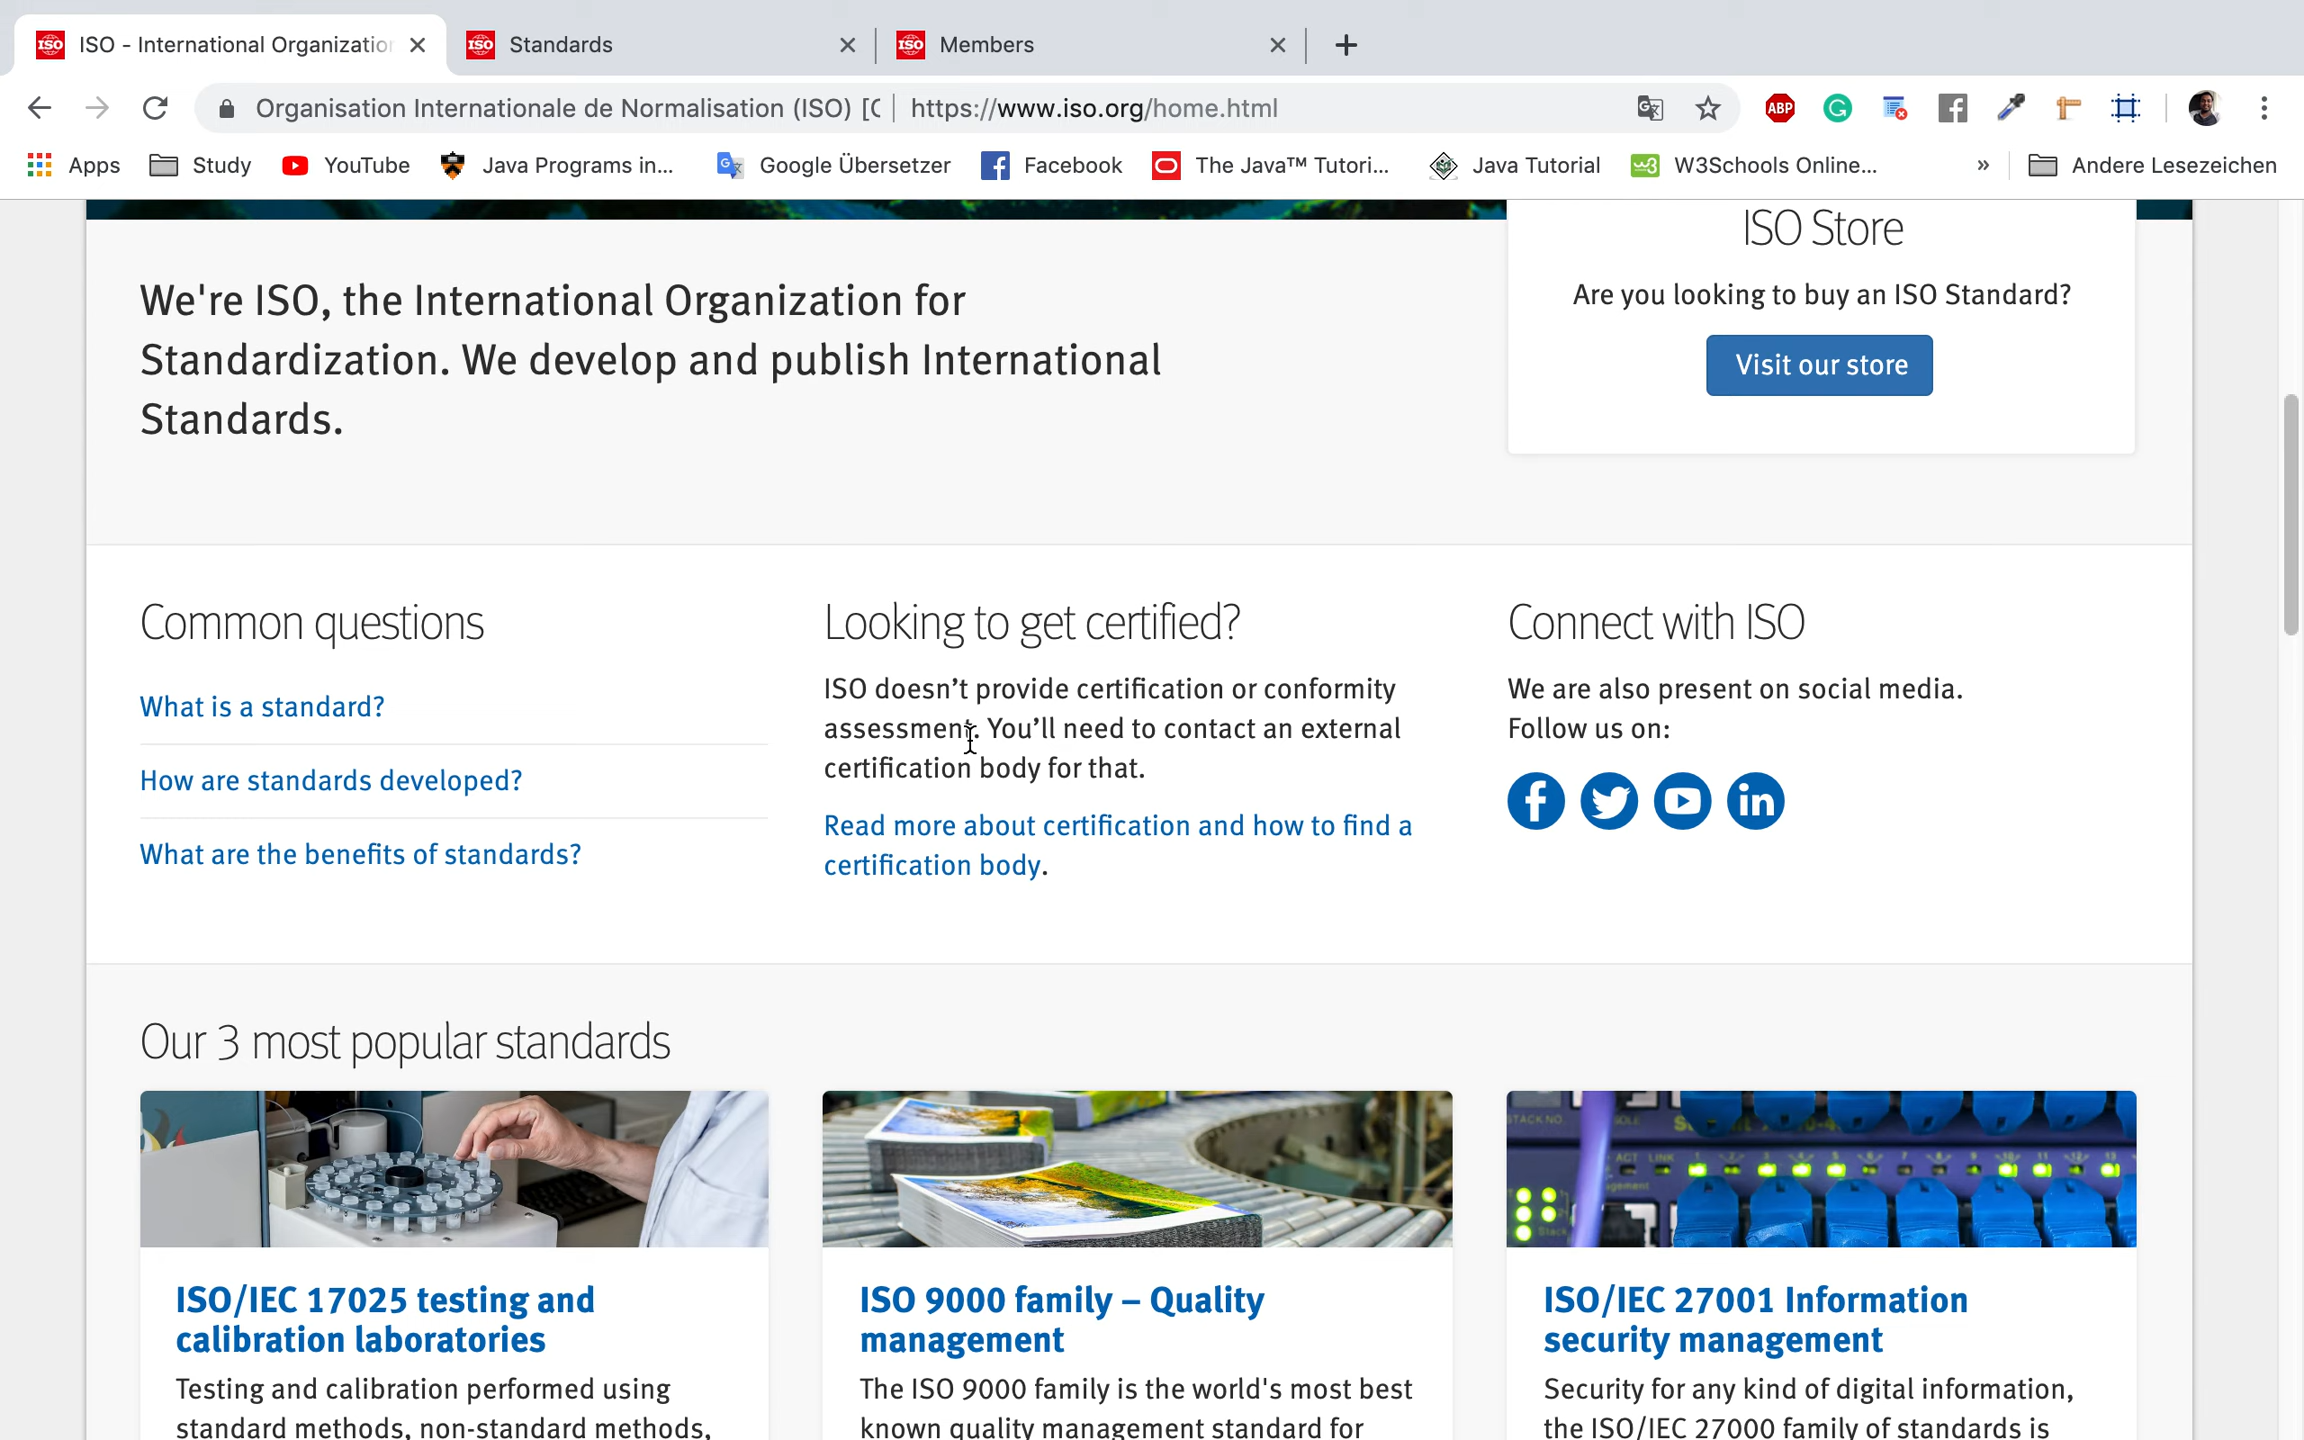 ISO - International Organization
Standards
Members
Organisation Internationale de Normalisation (ISO) [C
https://www.iso.org/home.html
ABP
Apps
Study
YouTube
Java Programs in...
Google Übersetzer
Facebook
The Java™ Tutori...
Java Tutorial
W3Schools Online...
»
Andere Lesezeichen
ISO Store
Are you looking to buy an ISO Standard?
Visit our store
We're ISO, the International Organization for
Standardization. We develop and publish International
Standards.
Common questions
What is a standard?
How are standards developed?
What are the benefits of standards?
Looking to get certified?
ISO doesn’t provide certification or conformity
assessment. You’ll need to contact an external
certification body for that.
Read more about certification and how to find a
certification body.
Connect with ISO
We are also present on social media.
Follow us on:
Our 3 most popular standards
ISO/IEC 17025 testing and
calibration laboratories
Testing and calibration performed using
standard methods, non-standard methods,
ISO 9000 family – Quality
management
The ISO 9000 family is the world's most best
known quality management standard for
STACK NO.
ACT LINK
ISO/IEC 27001 Information
security management
Security for any kind of digital information,
the ISO/IEC 27000 family of standards is